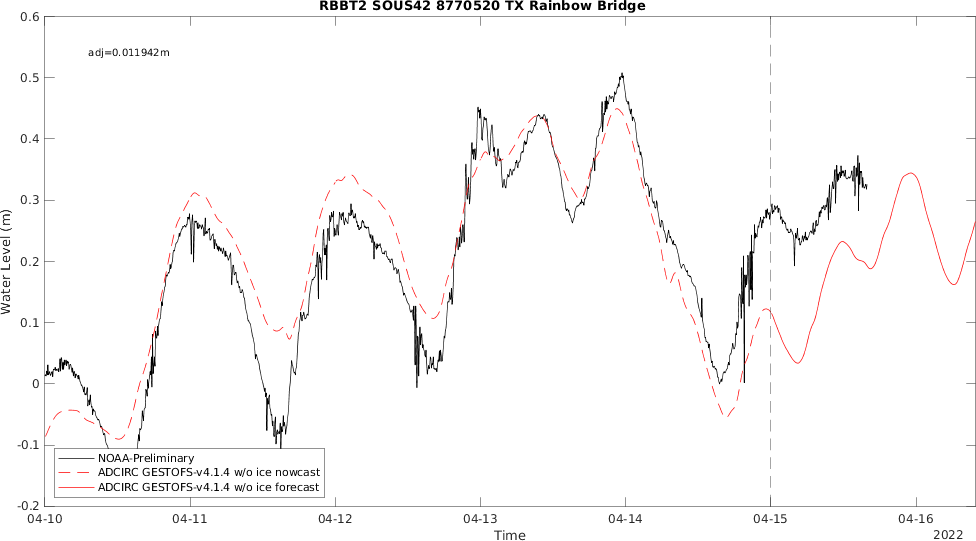 RBBT2 SOUS42 8770520 TX Rainbow Bridge
0.6
adj=0.011942m
0.5
0.4
0.3
0.2
0.1
0
-0.1
-0.2
Water Level (m)
NOAA-Preliminary
ADCIRC GESTOFS-v4.1.4 w/o ice nowcast
ADCIRC GESTOFS-v4.1.4 w/o ice forecast
04-10 04-11 04-12 04-13 04-14 04-15 04-16
Time
2022